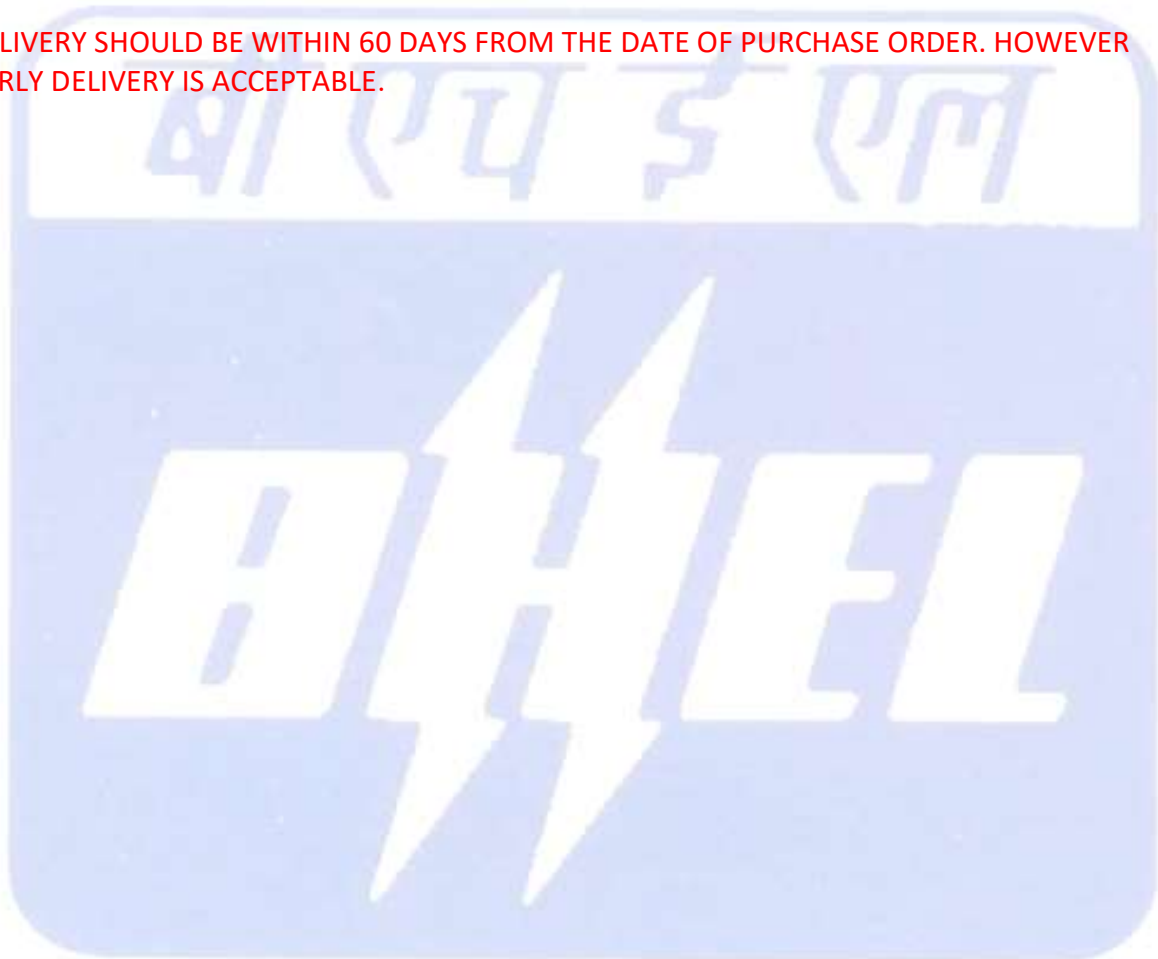 LIVERY SHOULD BE WITHIN 60 DAYS FROM THE DATE OF PURCHASE ORDER. HOWEVER
RLY DELIVERY IS ACCEPTABLE.
बी एच ई एल
BHEL